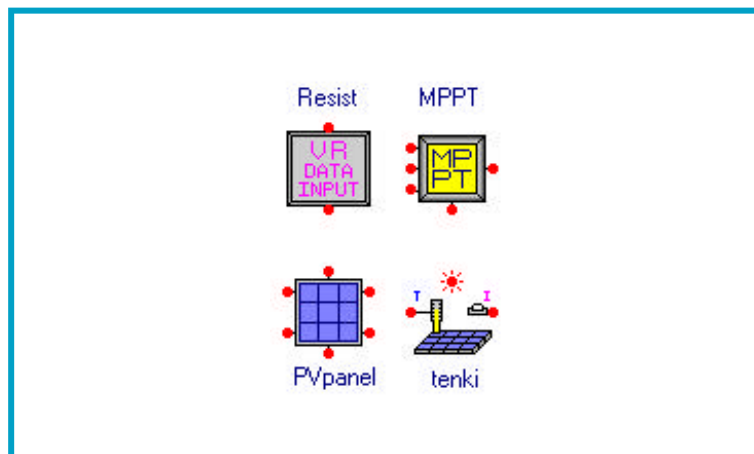 Resist MPPT
VR
DATA
INPUT
MP
PT
T I
PVpanel tenki